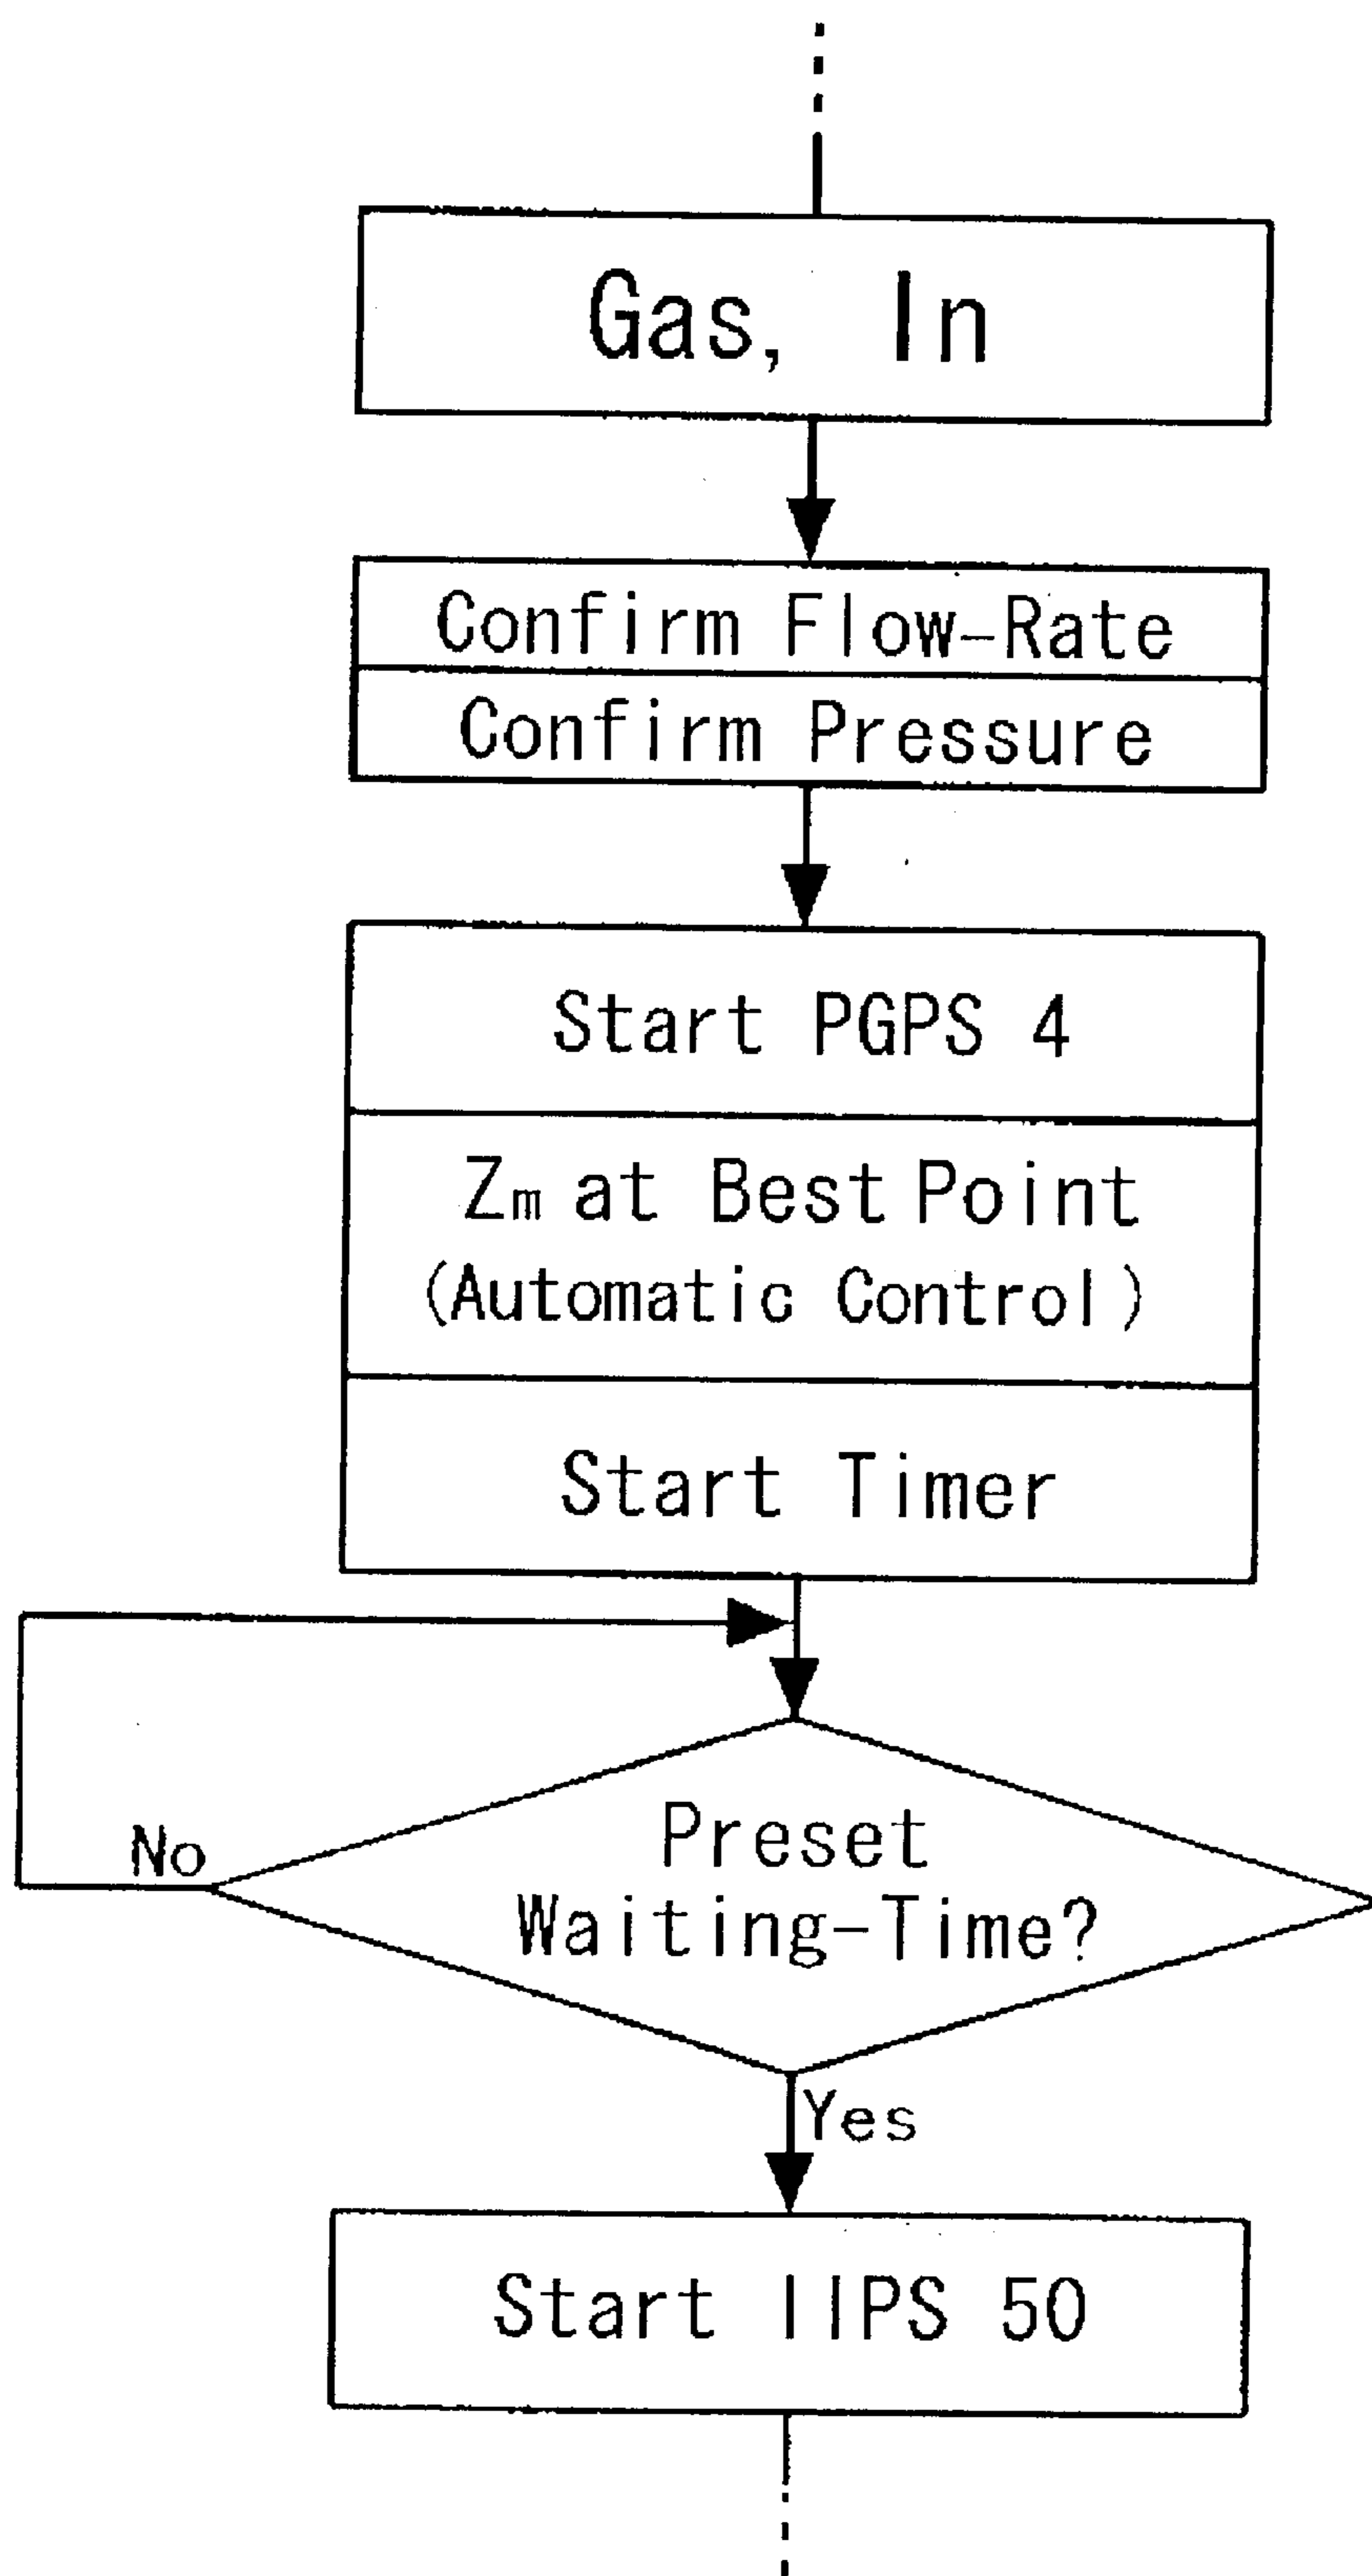 Gas, In
Confirm Flow-Rate
Confirm Pressure
Start PGPS 4
Zm at Best Point
(Automatic Control)
Start Timer
Preset
No
Waiting-Time?
Yes
Start IIPS 50